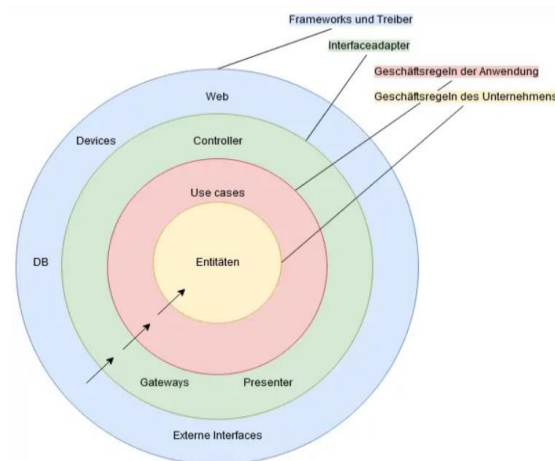 Frameworks und Treiber
Interfaceadapter
Geschäftsregeln der Anwendung
Geschäftsregeln des Unternehmens
Web
Devices
Controller
Use cases
DB
Entitäten
Gateways
Presenter
Externe Interfaces